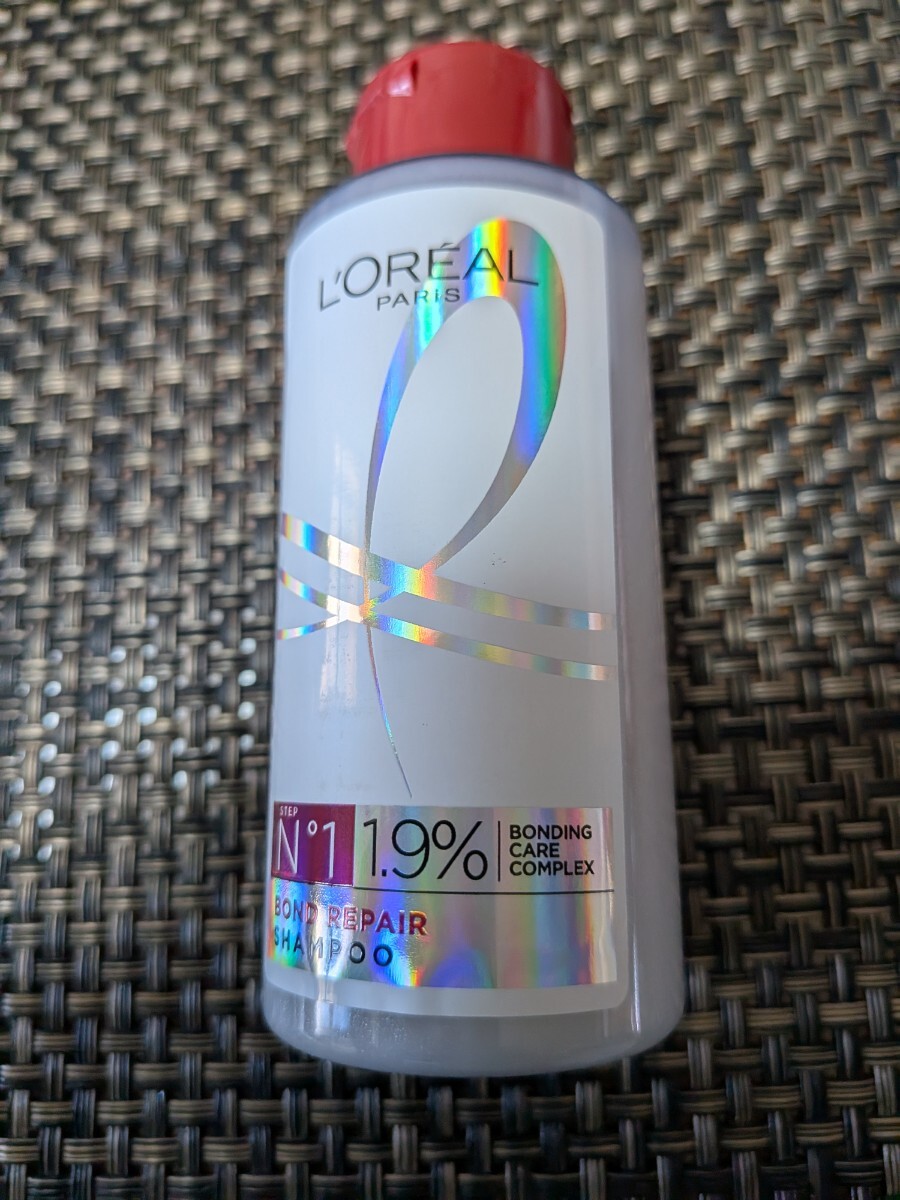 L'ORÉAL
PARIS
STEP
N°1
1.9%
BONDING
CARE
COMPLEX
BOND REPAIR
SHAMPOO